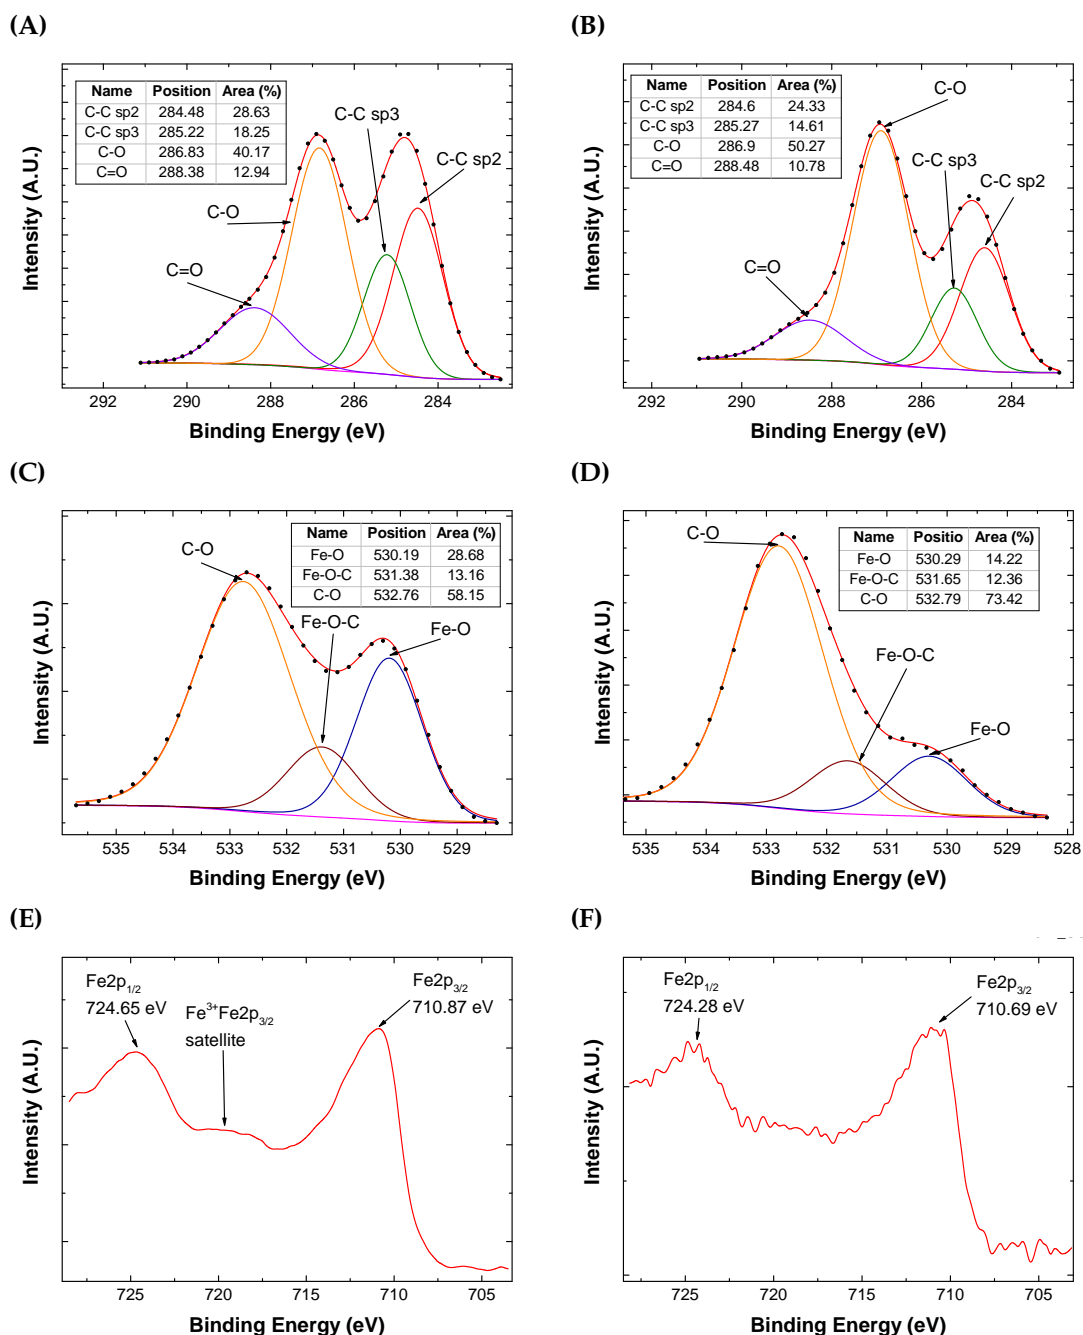 (A)
Name Position Area (%)
C-C sp2 284.48 28.63
C-C sp3 285.22 18.25
C-O 286.83 40.17
C=O 288.38 12.94
C-C sp3
C-C sp2
C-O
C=O
Intensity (A.U.)
292 290 288 286 284
Binding Energy (eV)
(B)
Name Position Area (%)
C-C sp2 284.6 24.33
C-C sp3 285.27 14.61
C-O 286.9 50.27
C=O 288.48 10.78
C-O
C-C sp3
C-C sp2
C=O
Intensity (A.U.)
292 290 288 286 284
Binding Energy (eV)
(C)
Name Position Area (%)
Fe-O 530.19 28.68
Fe-O-C 531.38 13.16
C-O 532.76 58.15
C-O
Fe-O-C
Fe-O
Intensity (A.U.)
535 534 533 532 531 530 529
Binding Energy (eV)
(D)
Name Positio Area (%)
Fe-O 530.29 14.22
Fe-O-C 531.65 12.36
C-O 532.79 73.42
C-O
Fe-O-C
Fe-O
Intensity (A.U.)
535 534 533 532 531 530 529 528
Binding Energy (eV)
(E)
Fe2p1/2
724.65 eV
Fe3+Fe2p3/2
satellite
Fe2p3/2
710.87 eV
Intensity (A.U.)
725 720 715 710 705
Binding Energy (eV)
(F)
Fe2p1/2
724.28 eV
Fe2p3/2
710.69 eV
Intensity (A.U.)
725 720 715 710 705
Binding Energy (eV)